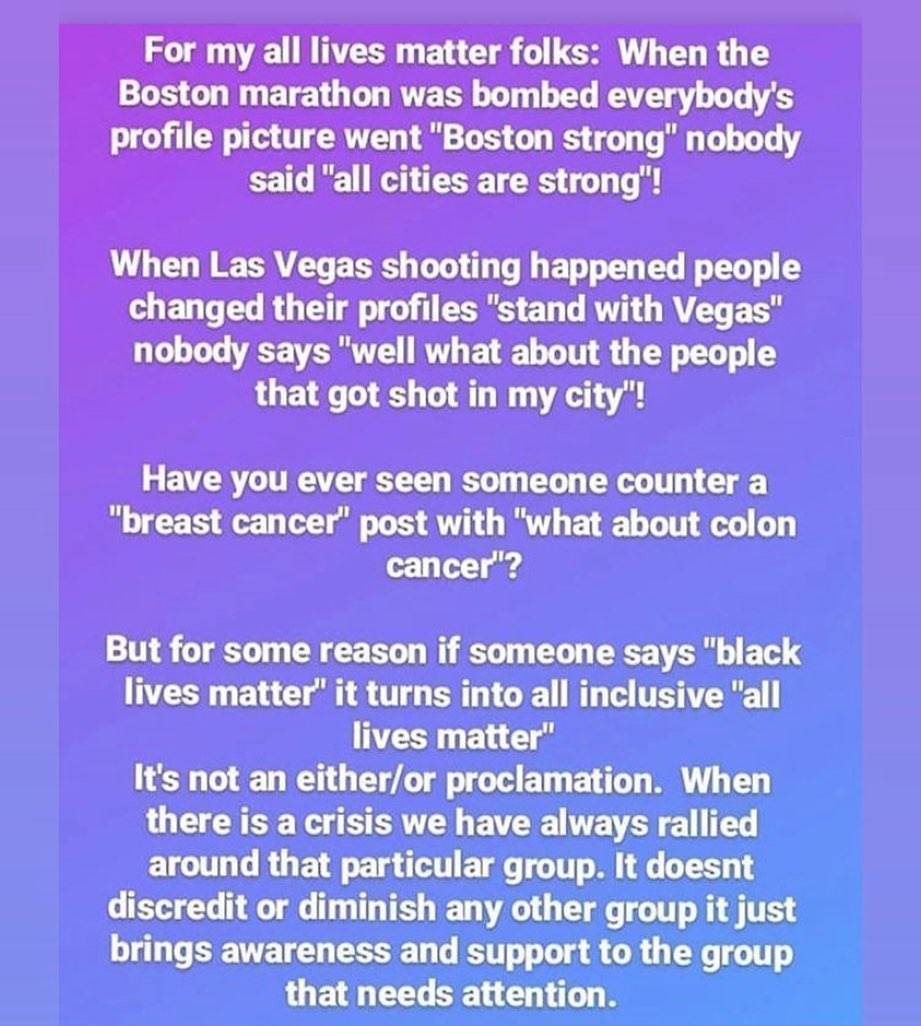 For my all lives matter folks:  When the
Boston marathon was bombed everybody's
profile picture went "Boston strong" nobody
said "all cities are strong"!
When Las Vegas shooting happened people
changed their profiles "stand with Vegas"
nobody says "well what about the people
that got shot in my city"!
Have you ever seen someone counter a
"breast cancer" post with "what about colon
cancer"?
But for some reason if someone says "black
lives matter" it turns into all inclusive "all
lives matter"
It's not an either/or proclamation.  When
there is a crisis we have always rallied
around that particular group. It doesnt
discredit or diminish any other group it just
brings awareness and support to the group
that needs attention.